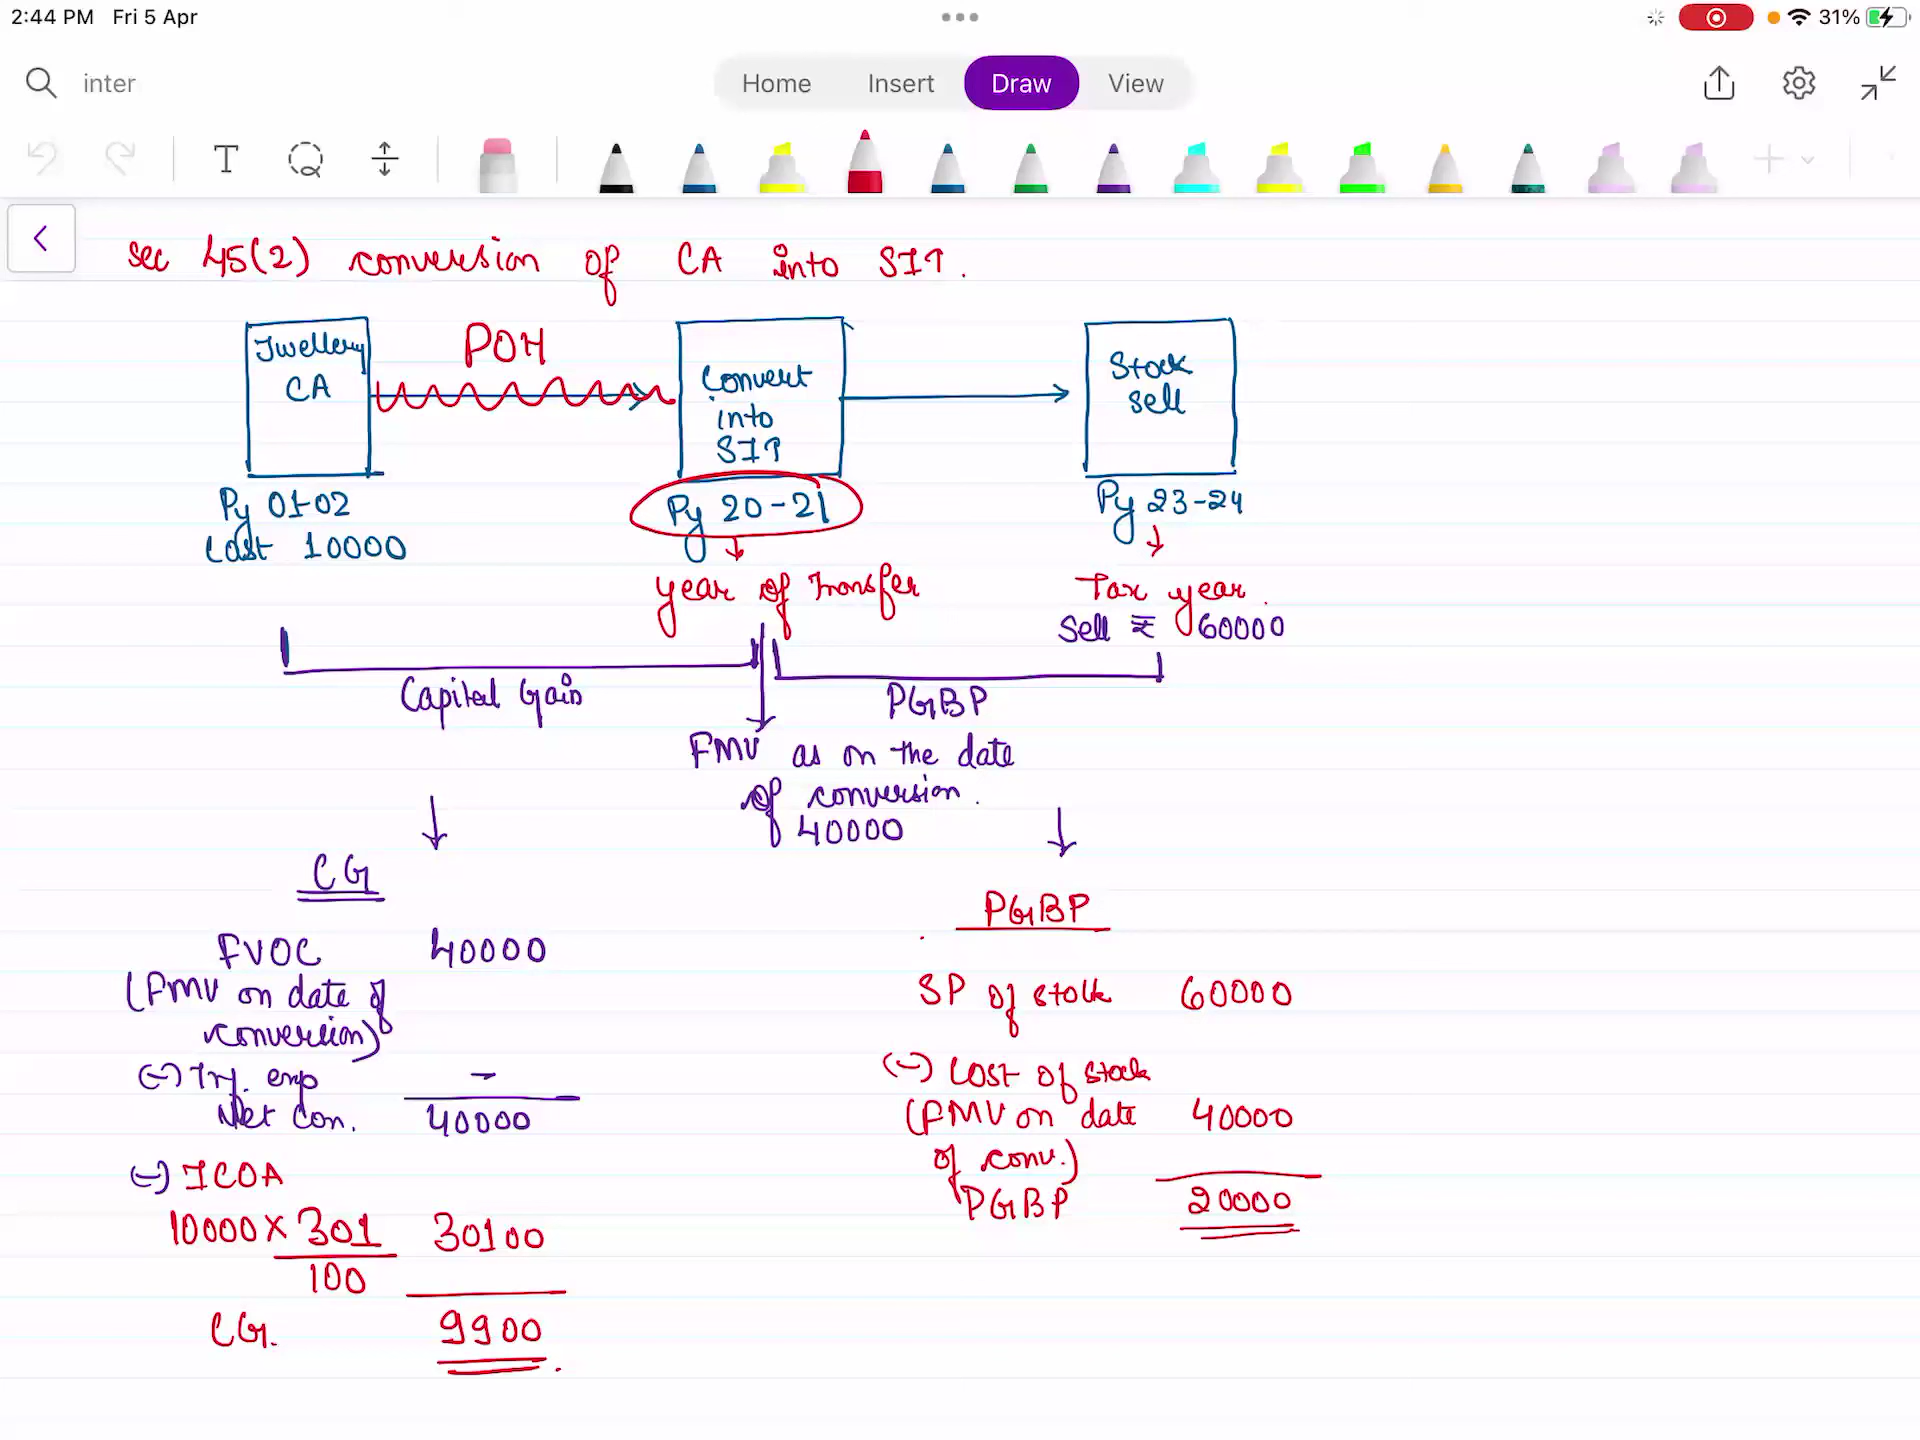 2:44 PM Fri 5 Apr
31%
inter
Home Insert Draw View
T
Sec 45(2) conversion of CA into SIT.
Jwellery
CA
POH
Convert
into
SIT
Stock
Sell
Py 01-02
Cost 10000
Py 20-21
Py 23-24
year of Transfer
Tax year.
Sell ₹ 60000
Capital Gain
PGBP
FMV as on the date
of conversion.
40000
CG
FVOC 40000
(FMV on date of
conversion)
(-) Trf. exp -
Net Con. 40000
(-) ICOA
10000 × 301 30100
100
CG. 9900
PGBP
SP of stock 60000
(-) Cost of stock
(FMV on date 40000
of conv.)
PGBP 20000